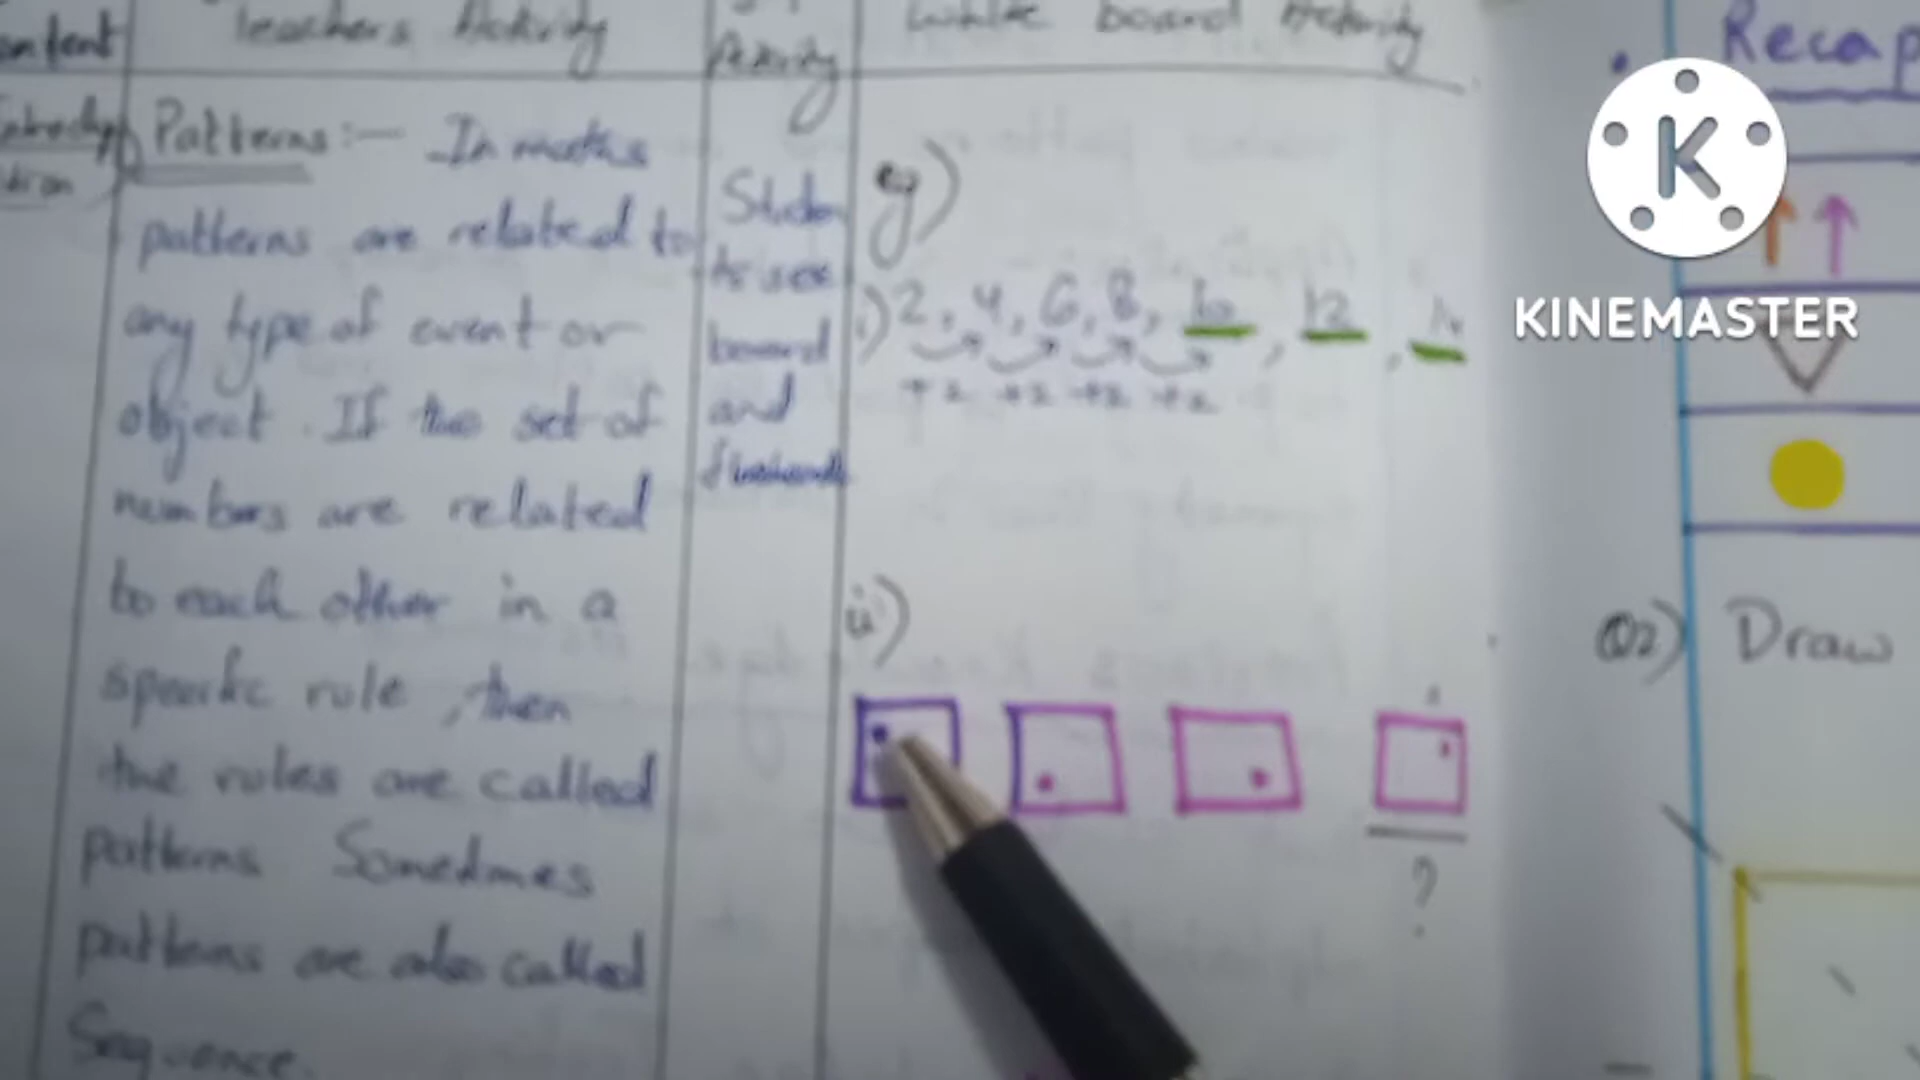 ontent
Teachers Activity
Activity
White board Activity
Patterns:— In maths
patterns are related to
any type of event or
object. If the set of
numbers are related
to each other in a
specific rule, then
the rules are called
patterns Sometimes
patterns are also called
Sequence.
Studen
to see
board
and
eg)
i) 2, 4, 6, 8, 10, 12, 14
+2 +2 +2 +2
ii)
?
Recap
KINEMASTER
Q2) Draw